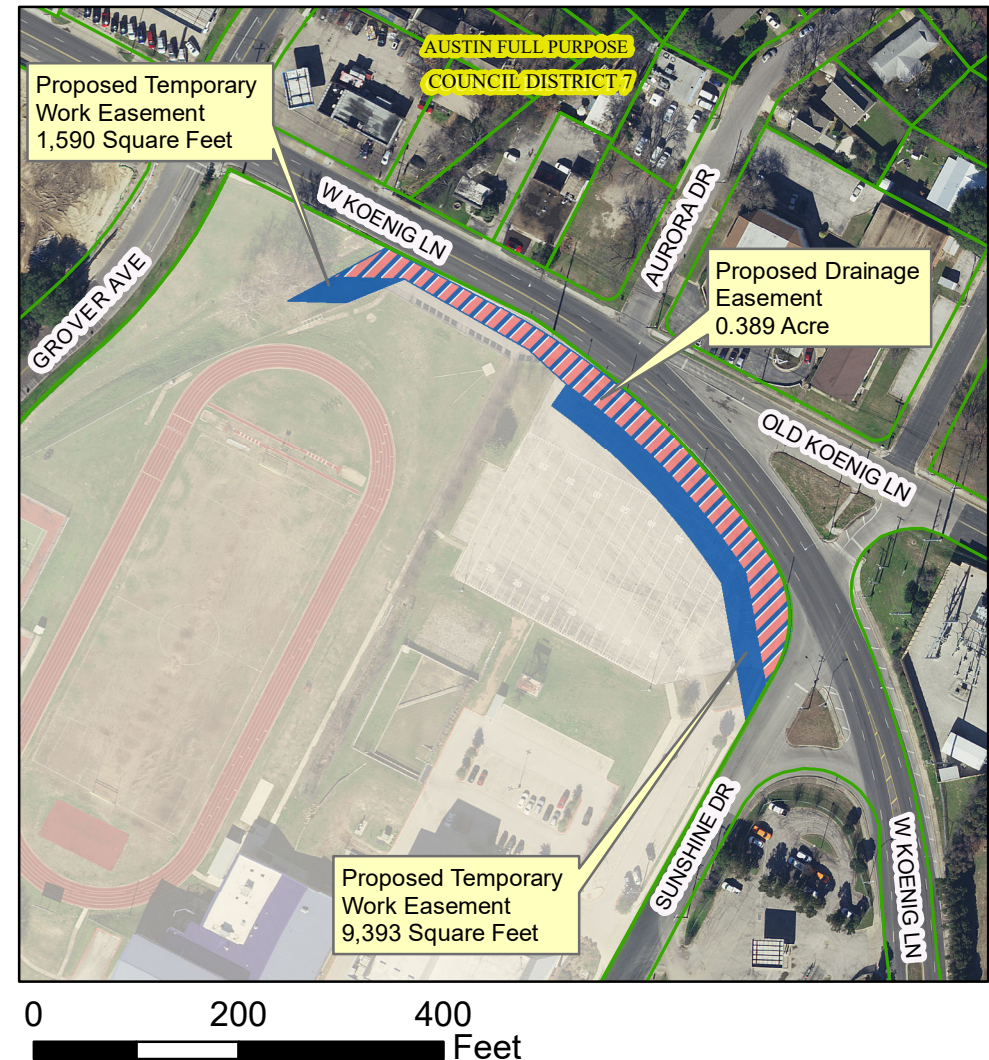 AUSTIN FULL PURPOSE
COUNCIL DISTRICT 7
Proposed Temporary
Work Easement
1,590 Square Feet
W KOENIG LN
AURORA DR
GROVER AVE
Proposed Drainage
Easement
0.389 Acre
OLD KOENIG LN
SUNSHINE DR
W KOENIG LN
Proposed Temporary
Work Easement
9,393 Square Feet
0 200 400
Feet